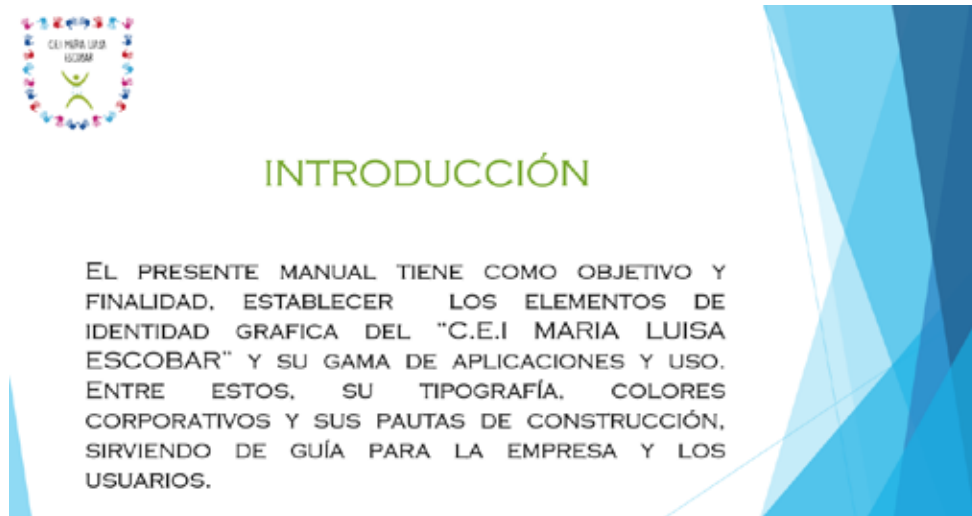 C.E.I MARIA LUISA
ESCOBAR
INTRODUCCIÓN
EL PRESENTE MANUAL TIENE COMO OBJETIVO Y
FINALIDAD, ESTABLECER LOS ELEMENTOS DE
IDENTIDAD GRAFICA DEL "C.E.I MARIA LUISA
ESCOBAR" Y SU GAMA DE APLICACIONES Y USO.
ENTRE ESTOS, SU TIPOGRAFÍA, COLORES
CORPORATIVOS Y SUS PAUTAS DE CONSTRUCCIÓN,
SIRVIENDO DE GUÍA PARA LA EMPRESA Y LOS
USUARIOS.